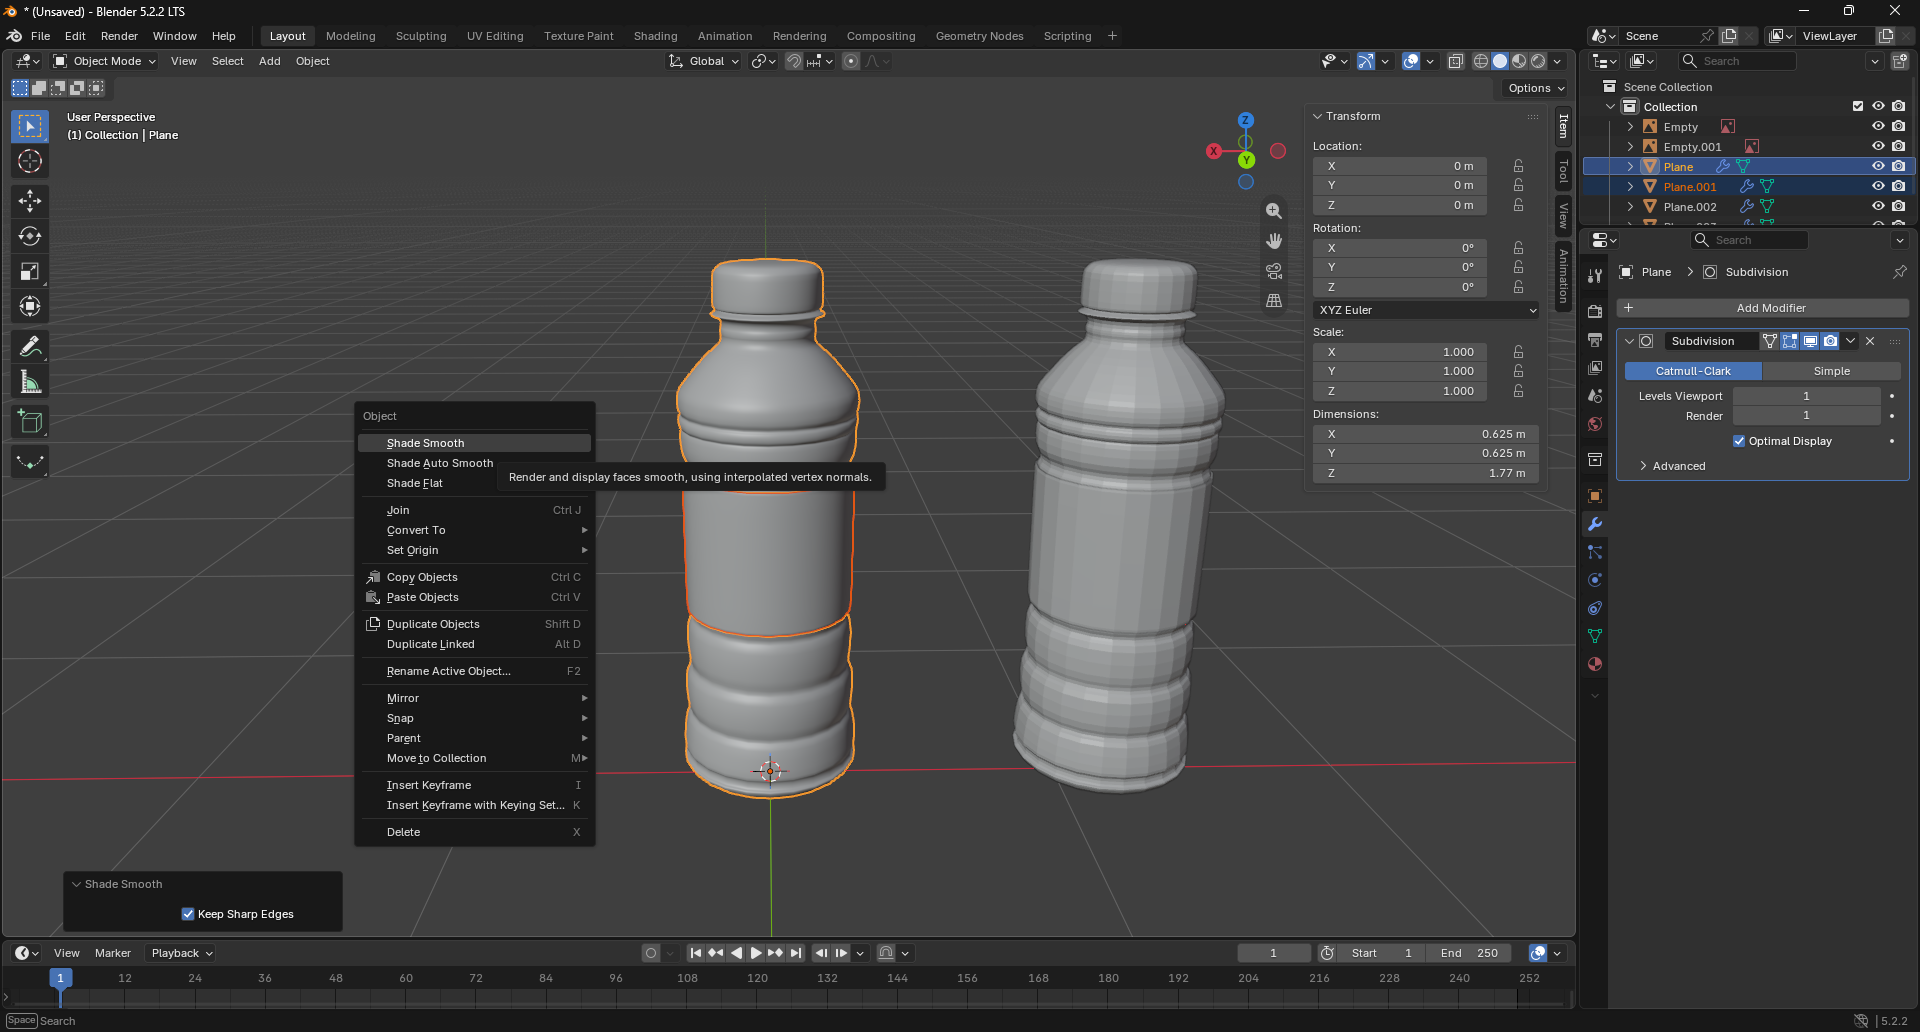 * (Unsaved) - Blender 5.2.2 LTS
File Edit Render Window Help
Layout Modeling Sculpting UV Editing Texture Paint Shading Animation Rendering Compositing Geometry Nodes Scripting
Scene
ViewLayer
Object Mode View Select Add Object
Global
Search
Options
User Perspective
(1) Collection | Plane
Z
X
Y
Transform
Location:
X 0 m
Y 0 m
Z 0 m
Rotation:
X 0°
Y 0°
Z 0°
XYZ Euler
Scale:
X 1.000
Y 1.000
Z 1.000
Dimensions:
X 0.625 m
Y 0.625 m
Z 1.77 m
Item
Tool
View
Animation
Scene Collection
Collection
Empty
Empty.001
Plane
Plane.001
Plane.002
Search
Plane
Subdivision
Add Modifier
Subdivision
Catmull-Clark Simple
Levels Viewport 1
Render 1
Optimal Display
Advanced
Object
Shade Smooth
Shade Auto Smooth
Shade Flat
Render and display faces smooth, using interpolated vertex normals.
Join Ctrl J
Convert To
Set Origin
Copy Objects Ctrl C
Paste Objects Ctrl V
Duplicate Objects Shift D
Duplicate Linked Alt D
Rename Active Object... F2
Mirror
Snap
Parent
Move to Collection M
Insert Keyframe I
Insert Keyframe with Keying Set... K
Delete X
Shade Smooth
Keep Sharp Edges
View Marker Playback
1
Start 1
End 250
1 12 24 36 48 60 72 84 96 108 120 132 144 156 168 180 192 204 216 228 240 252
Space Search
5.2.2